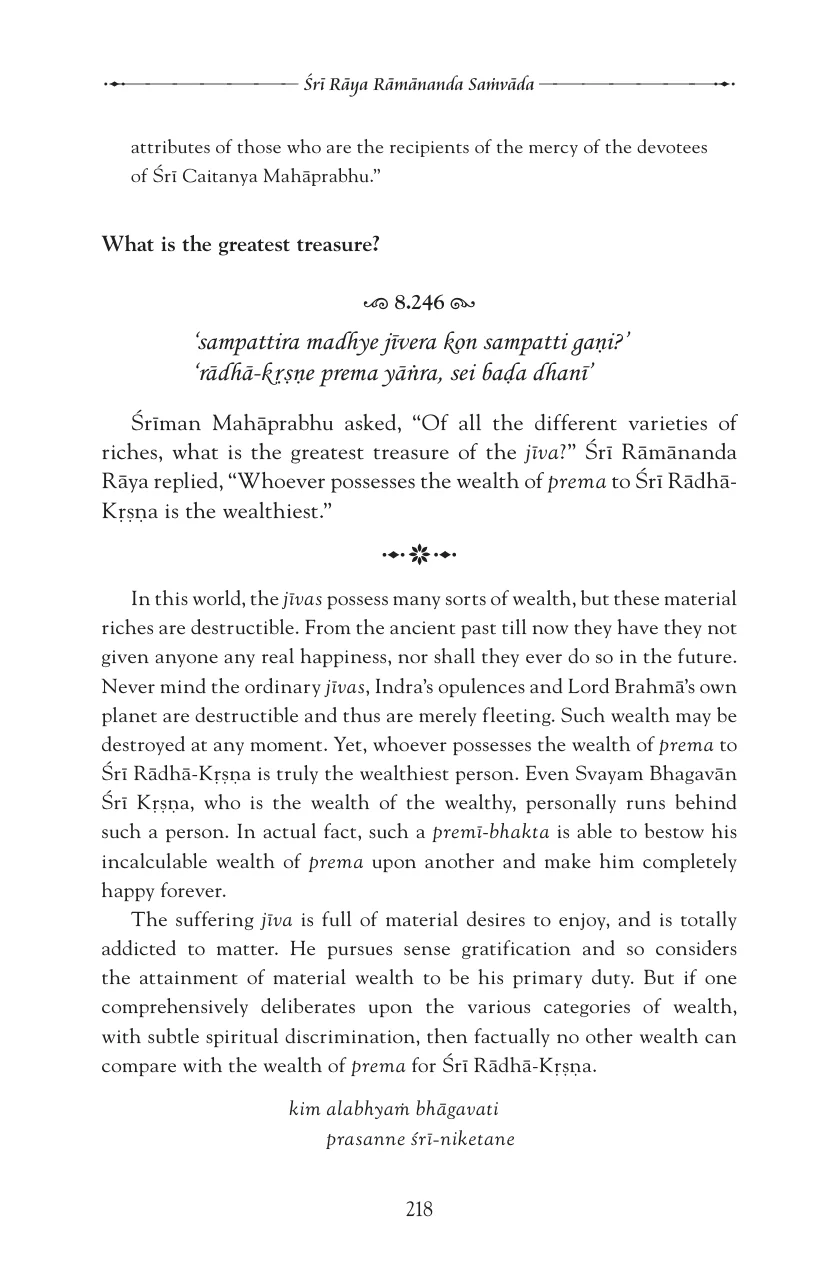 Śrī Rāya Rāmānanda Saṁvāda
attributes of those who are the recipients of the mercy of the devotees
of Śrī Caitanya Mahāprabhu.”
What is the greatest treasure?
8.246
‘sampattira madhye jīvera kon sampatti gaṇi?’
‘rādhā-kṛṣṇe prema yāṅra, sei baḍa dhanī’
Śrīman Mahāprabhu asked, “Of all the different varieties of
riches, what is the greatest treasure of the jīva?” Śrī Rāmānanda
Rāya replied, “Whoever possesses the wealth of prema to Śrī Rādhā-
Kṛṣṇa is the wealthiest.”
In this world, the jīvas possess many sorts of wealth, but these material
riches are destructible. From the ancient past till now they have they not
given anyone any real happiness, nor shall they ever do so in the future.
Never mind the ordinary jīvas, Indra’s opulences and Lord Brahmā’s own
planet are destructible and thus are merely fleeting. Such wealth may be
destroyed at any moment. Yet, whoever possesses the wealth of prema to
Śrī Rādhā-Kṛṣṇa is truly the wealthiest person. Even Svayam Bhagavān
Śrī Kṛṣṇa, who is the wealth of the wealthy, personally runs behind
such a person. In actual fact, such a premī-bhakta is able to bestow his
incalculable wealth of prema upon another and make him completely
happy forever.
The suffering jīva is full of material desires to enjoy, and is totally
addicted to matter. He pursues sense gratification and so considers
the attainment of material wealth to be his primary duty. But if one
comprehensively deliberates upon the various categories of wealth,
with subtle spiritual discrimination, then factually no other wealth can
compare with the wealth of prema for Śrī Rādhā-Kṛṣṇa.
kim alabhyaṁ bhāgavati
prasanne śrī-niketane
218